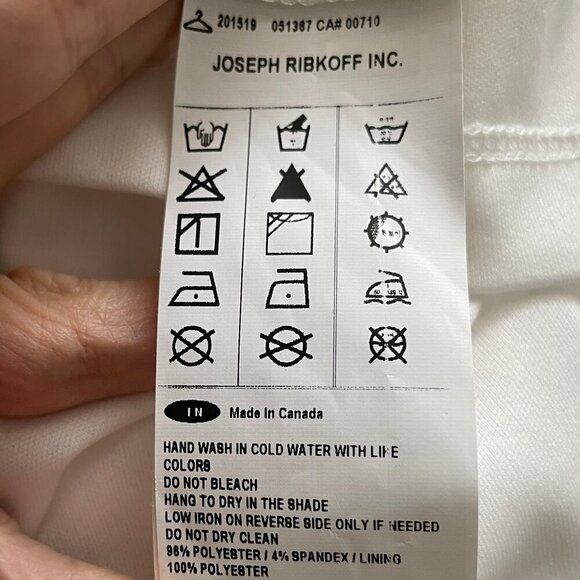 201519 051387 CA# 00710
JOSEPH RIBKOFF INC.
IN Made In Canada
HAND WASH IN COLD WATER WITH LIKE
COLORS
DO NOT BLEACH
HANG TO DRY IN THE SHADE
LOW IRON ON REVERSE SIDE ONLY IF NEEDED
DO NOT DRY CLEAN
96% POLYESTER / 4% SPANDEX / LINING
100% POLYESTER